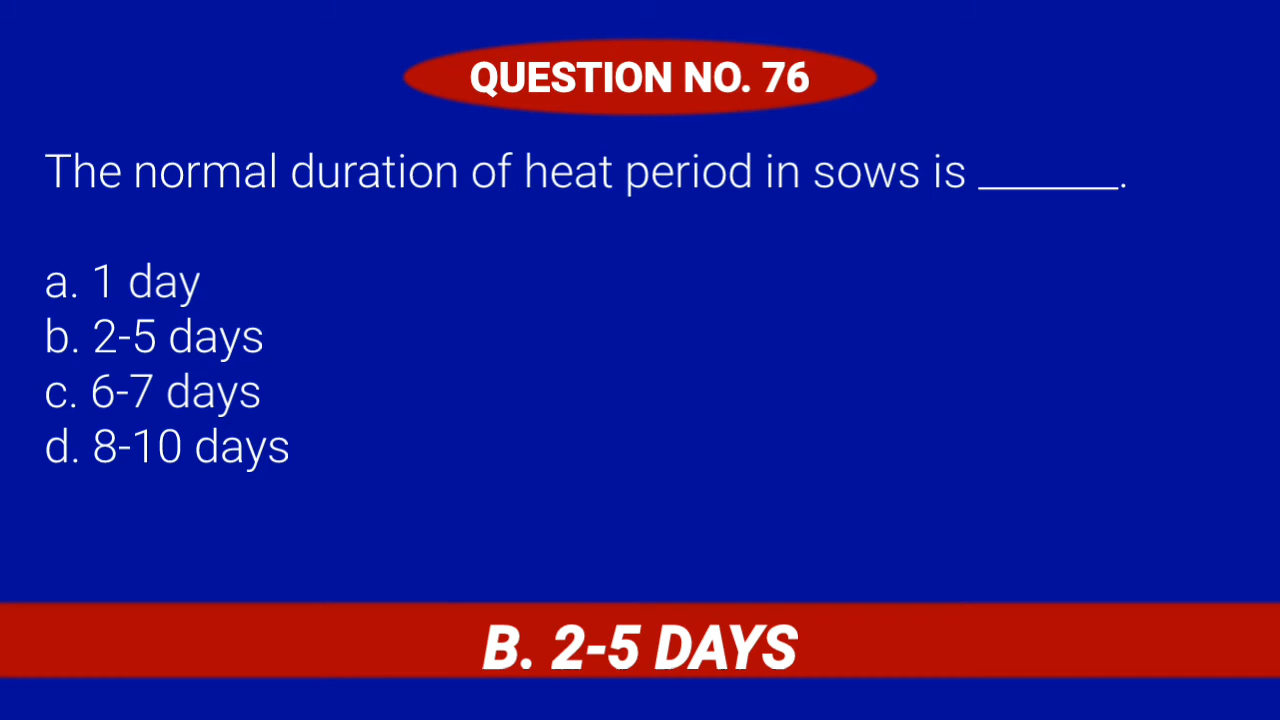 QUESTION NO. 76
The normal duration of heat period in sows is ______.
a. 1 day
b. 2-5 days
c. 6-7 days
d. 8-10 days
B. 2-5 DAYS